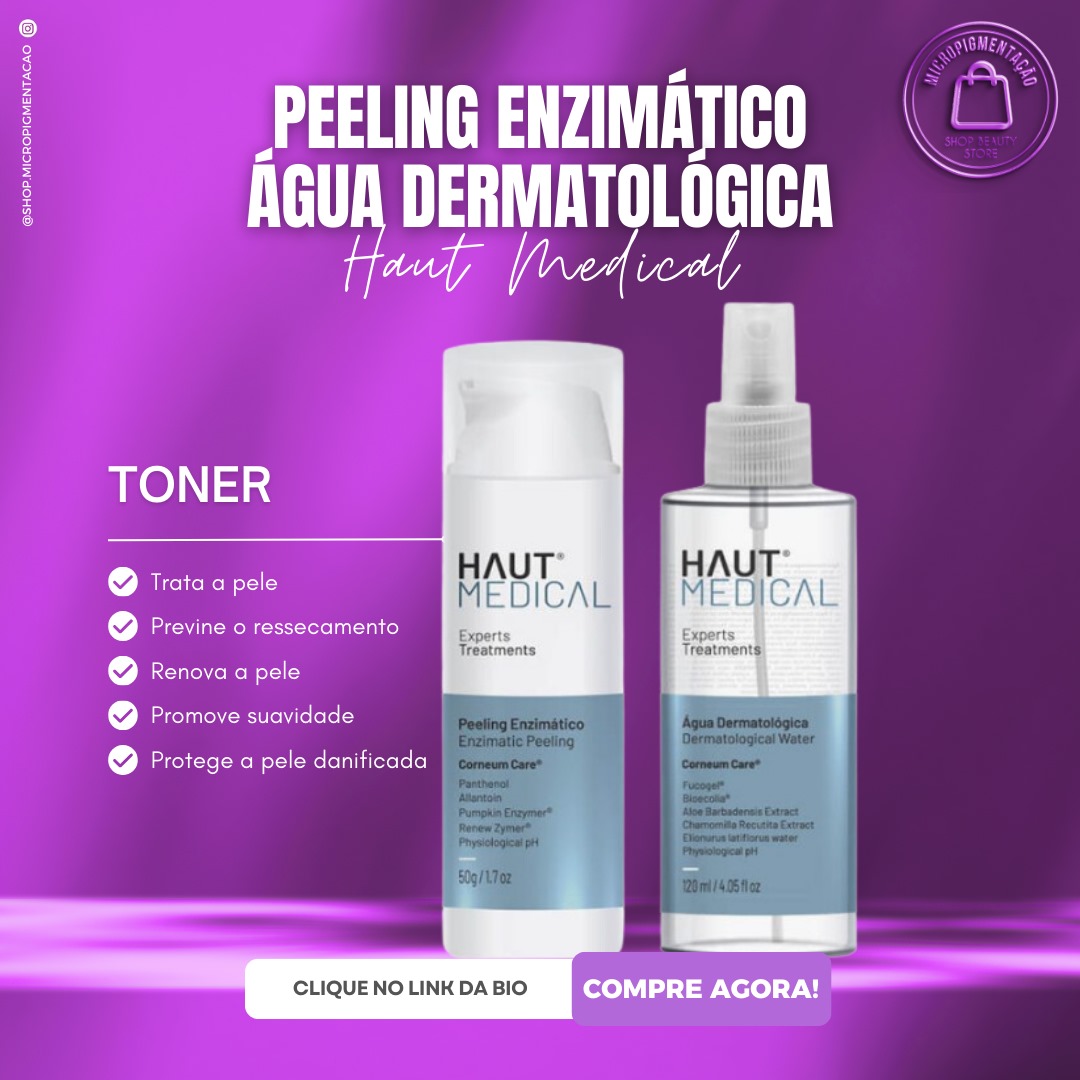 @SHOP.MICROPIGMENTACAO
MICROPIGMENTAÇÃO
SHOP BEAUTY
STORE
PEELING ENZIMÁTICO
ÁGUA DERMATOLÓGICA
Haut Medical
TONER
Trata a pele
Previne o ressecamento
Renova a pele
Promove suavidade
Protege a pele danificada
HAUT®
MEDICAL
Experts
Treatments
Peeling Enzimático
Enzimatic Peeling
Corneum Care®
Panthenol
Allantoin
Pumpkin Enzymer®
Renew Zymer®
Physiological pH
50g / 1.7 oz
HAUT®
MEDICAL
Experts
Treatments
Água Dermatológica
Dermatological Water
Corneum Care®
Fucogel®
Bioecolia®
Aloe Barbadensis Extract
Chamomilla Recutita Extract
Elionurus latiflorus water
Physiological pH
120 ml / 4.05 fl oz
CLIQUE NO LINK DA BIO
COMPRE AGORA!